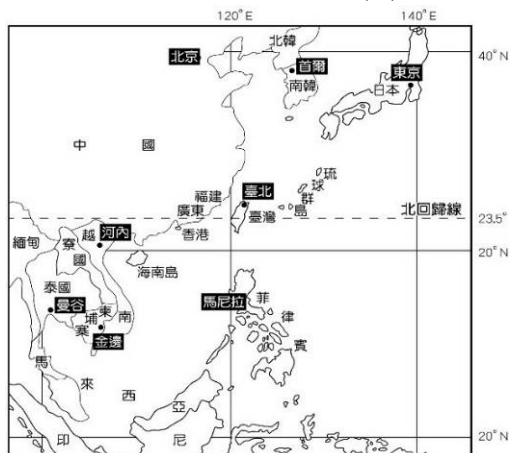 120°E
140°E
北韓
北京
首爾
40°N
東京
南韓
日本
中國
琉球群島
福建
臺北
廣東
臺灣
北回歸線
香港
23.5°
緬甸
寮國
越南
河內
20°N
海南島
泰國
曼谷
馬尼拉
菲律賓
柬埔寨
金邊
馬來西亞
印尼
20°N